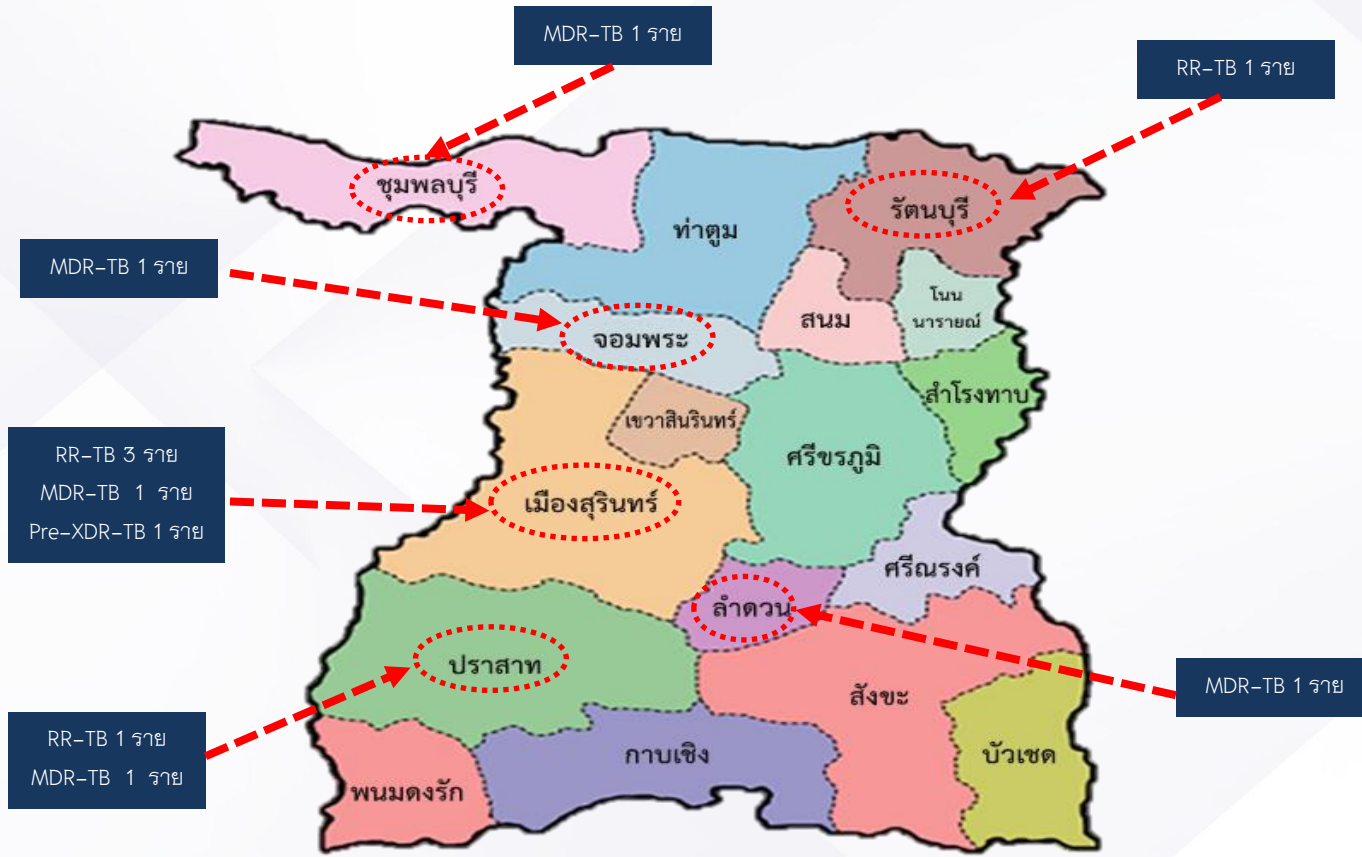 MDR-TB 1 ราย
RR-TB 1 ราย
ชุมพลบุรี
รัตนบุรี
ท่าตูม
MDR-TB 1 ราย
โนน
นารายณ์
สนม
จอมพระ
สำโรงทาบ
เขวาสินรินทร์
ศรีขรภูมิ
RR-TB 3 ราย
MDR-TB 1 ราย
Pre-XDR-TB 1 ราย
เมืองสุรินทร์
ศรีณรงค์
ลำดวน
ปราสาท
MDR-TB 1 ราย
สังขะ
RR-TB 1 ราย
MDR-TB 1 ราย
กาบเชิง
บัวเชด
พนมดงรัก